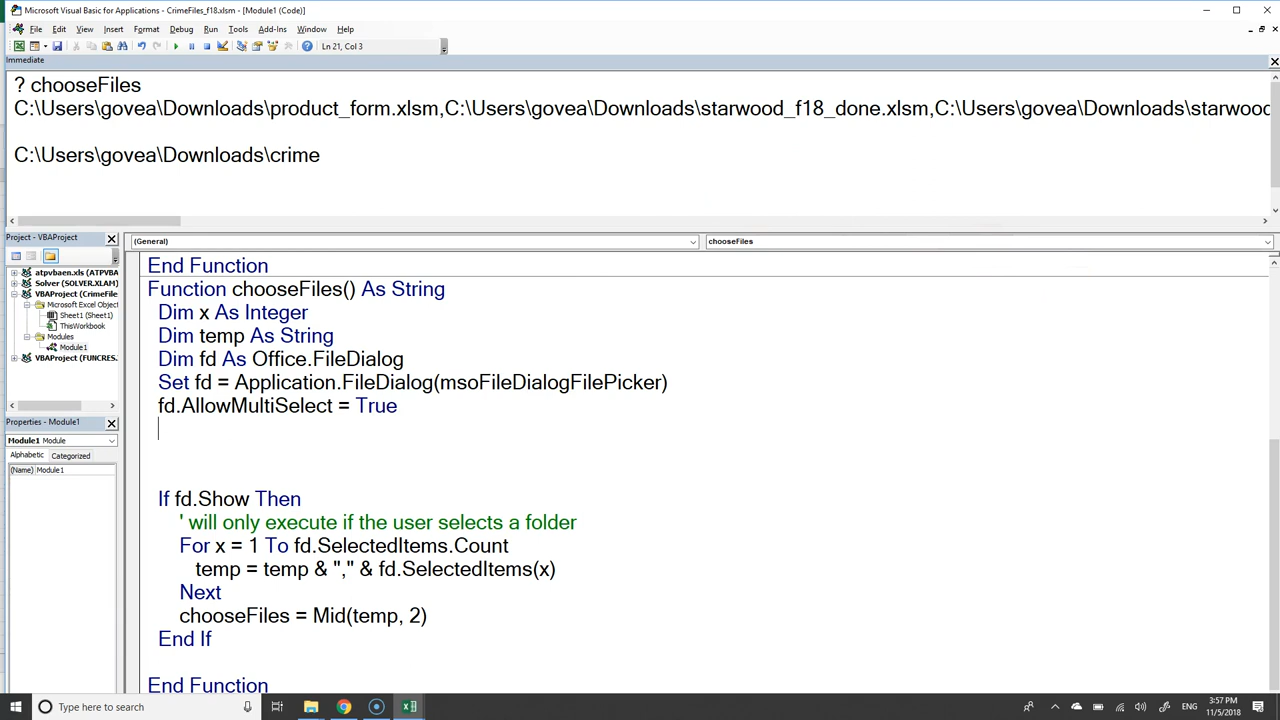 Microsoft Visual Basic for Applications - CrimeFiles_f18.xlsm - [Module1 (Code)]
File Edit View Insert Format Debug Run Tools Add-Ins Window Help
Ln 21, Col 3
Immediate
? chooseFiles
C:\Users\govea\Downloads\product_form.xlsm,C:\Users\govea\Downloads\starwood_f18_done.xlsm,C:\Users\govea\Downloads\starwood
C:\Users\govea\Downloads\crime
Project - VBAProject
(General)
chooseFiles
atpvbaen.xls (ATPVBA
Solver (SOLVER.XLAM)
VBAProject (CrimeFile
Microsoft Excel Object
Sheet1 (Sheet1)
ThisWorkbook
Modules
Module1
VBAProject (FUNCRES.
Properties - Module1
Module1 Module
Alphabetic Categorized
(Name) Module1
End Function
Function chooseFiles() As String
Dim x As Integer
Dim temp As String
Dim fd As Office.FileDialog
Set fd = Application.FileDialog(msoFileDialogFilePicker)
fd.AllowMultiSelect = True
If fd.Show Then
' will only execute if the user selects a folder
For x = 1 To fd.SelectedItems.Count
temp = temp & "," & fd.SelectedItems(x)
Next
chooseFiles = Mid(temp, 2)
End If
End Function
Type here to search
ENG
3:57 PM
11/5/2018